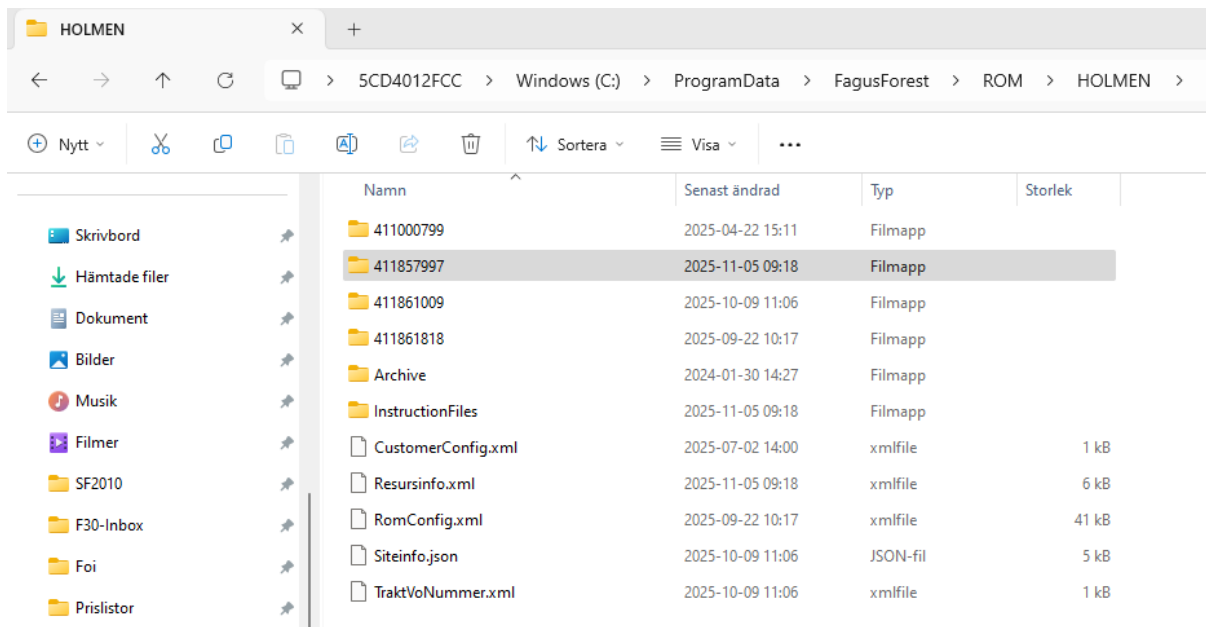 HOLMEN
5CD4012FCC > Windows (C:) > ProgramData > FagusForest > ROM > HOLMEN >
Nytt Sortera Visa
Namn Senast ändrad Typ Storlek
Skrivbord
Hämtade filer
Dokument
Bilder
Musik
Filmer
SF2010
F30-Inbox
Foi
Prislistor
411000799 2025-04-22 15:11 Filmapp
411857997 2025-11-05 09:18 Filmapp
411861009 2025-10-09 11:06 Filmapp
411861818 2025-09-22 10:17 Filmapp
Archive 2024-01-30 14:27 Filmapp
InstructionFiles 2025-11-05 09:18 Filmapp
CustomerConfig.xml 2025-07-02 14:00 xmlfile 1 kB
Resursinfo.xml 2025-11-05 09:18 xmlfile 6 kB
RomConfig.xml 2025-09-22 10:17 xmlfile 41 kB
Siteinfo.json 2025-10-09 11:06 JSON-fil 5 kB
TraktVoNummer.xml 2025-10-09 11:06 xmlfile 1 kB